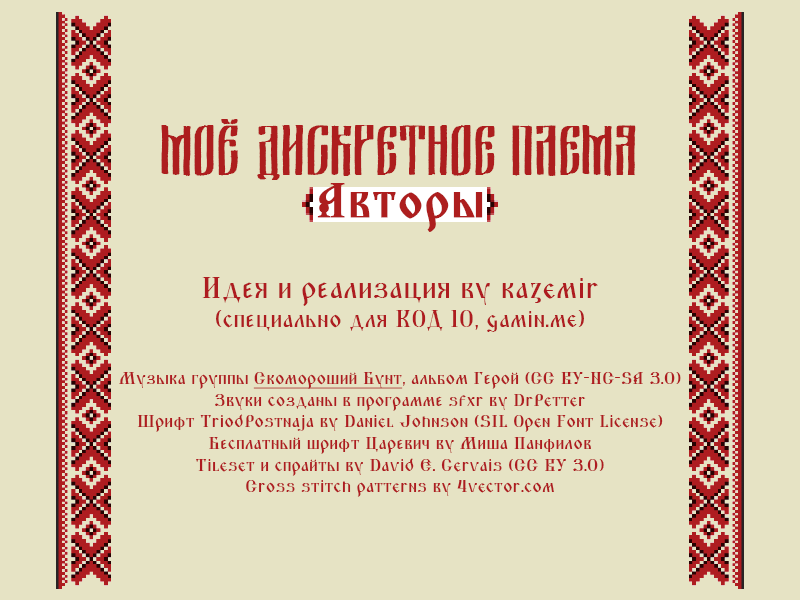 МОЁ ДИСКРЕТНОЕ ПЛЕМЯ
Авторы
Идея и реализация by kazemir
(специально для КОД 10, gamin.me)
Музыка группы Скомороший Бунт, альбом Герой (CC BY-NC-SA 3.0)
Звуки созданы в программе sfxr by DrPetter
Шрифт TriodPostnaja by Daniel Johnson (SIL Open Font License)
Бесплатный шрифт Царевич by Миша Панфилов
Tileset и спрайты by David E. Gervais (CC BY 3.0)
Cross stitch patterns by 4vector.com